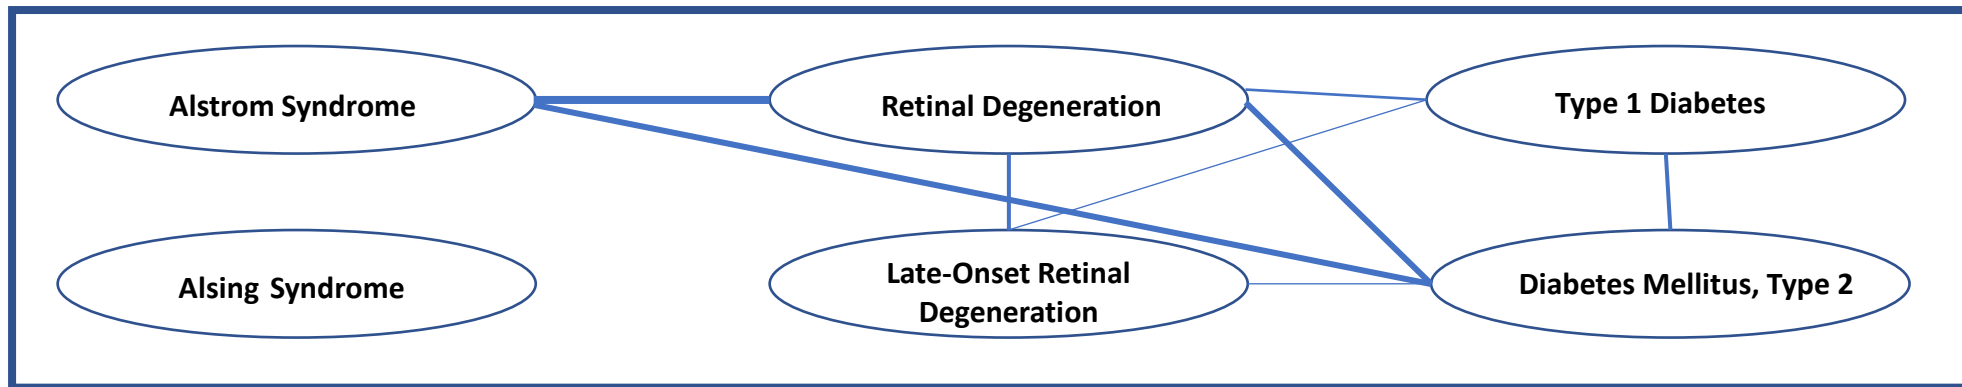 Alstrom Syndrome
Retinal Degeneration
Type 1 Diabetes
Alsing Syndrome
Late-Onset Retinal
Degeneration
Diabetes Mellitus, Type 2